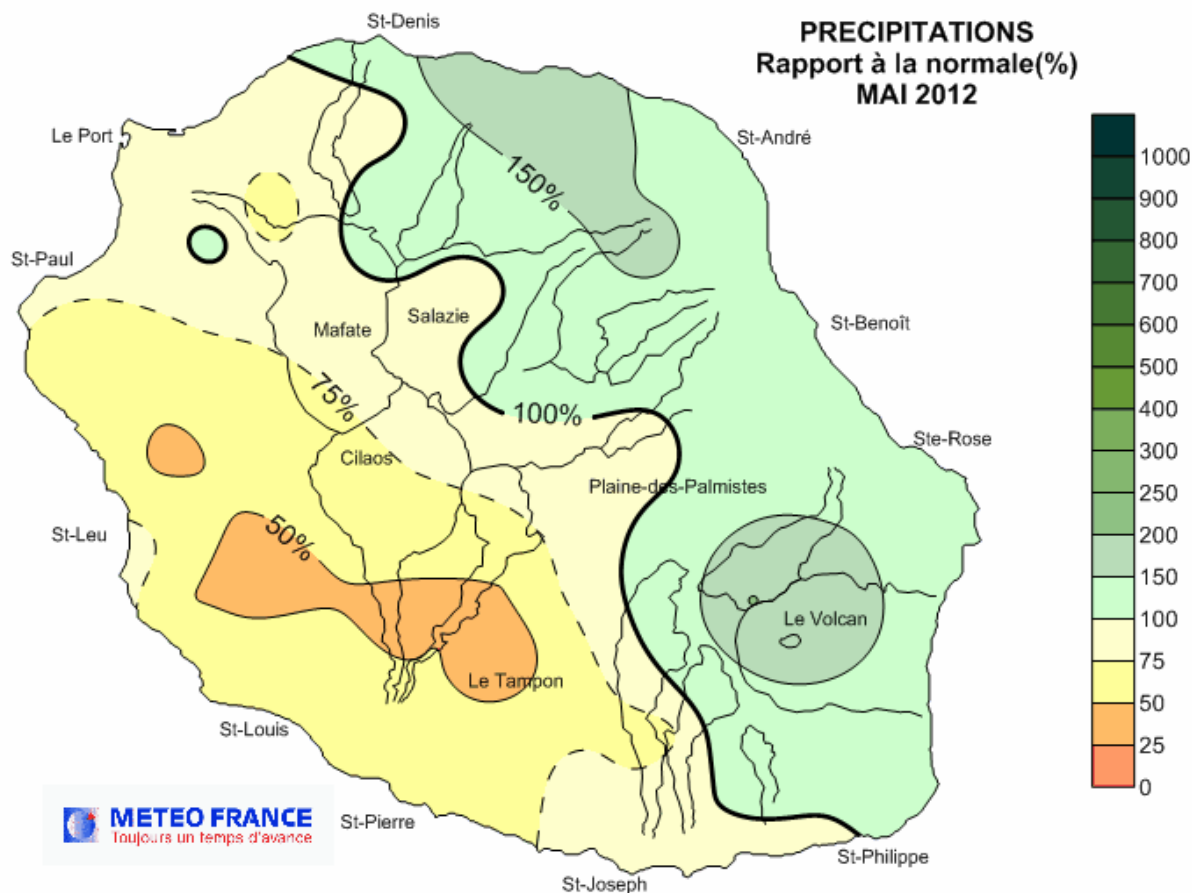 St-Denis
PRECIPITATIONS
Rapport à la normale(%)
MAI 2012
Le Port
St-André
150%
1000
900
800
700
600
500
400
300
250
200
150
100
75
50
25
0
St-Paul
Salazie
Mafate
St-Benoît
75%
100%
Ste-Rose
Cilaos
Plaine-des-Palmistes
St-Leu
50%
Le Volcan
Le Tampon
St-Louis
METEO FRANCE
Toujours un temps d'avance
St-Pierre
St-Philippe
St-Joseph